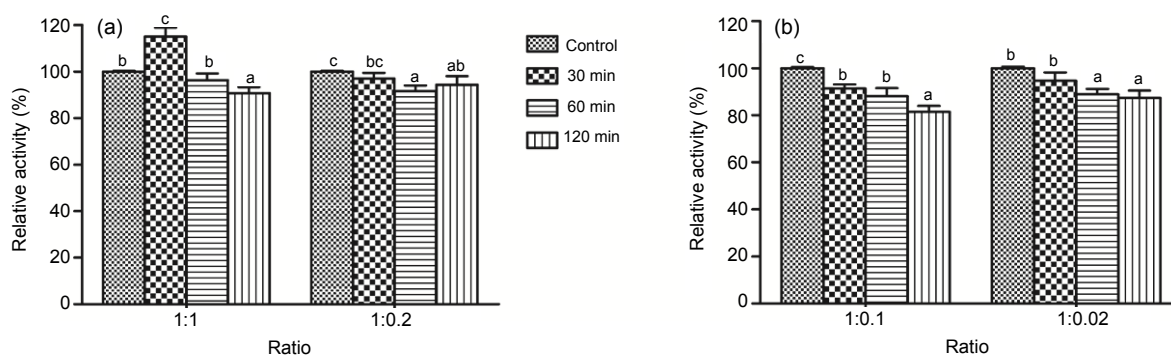 (a)
Relative activity (%)
120
100
80
60
40
20
0
b
c
b
a
c
bc
a
ab
1:1
1:0.2
Ratio
Control
30 min
60 min
120 min
(b)
Relative activity (%)
120
100
80
60
40
20
0
c
b
b
a
b
b
a
a
1:0.1
1:0.02
Ratio